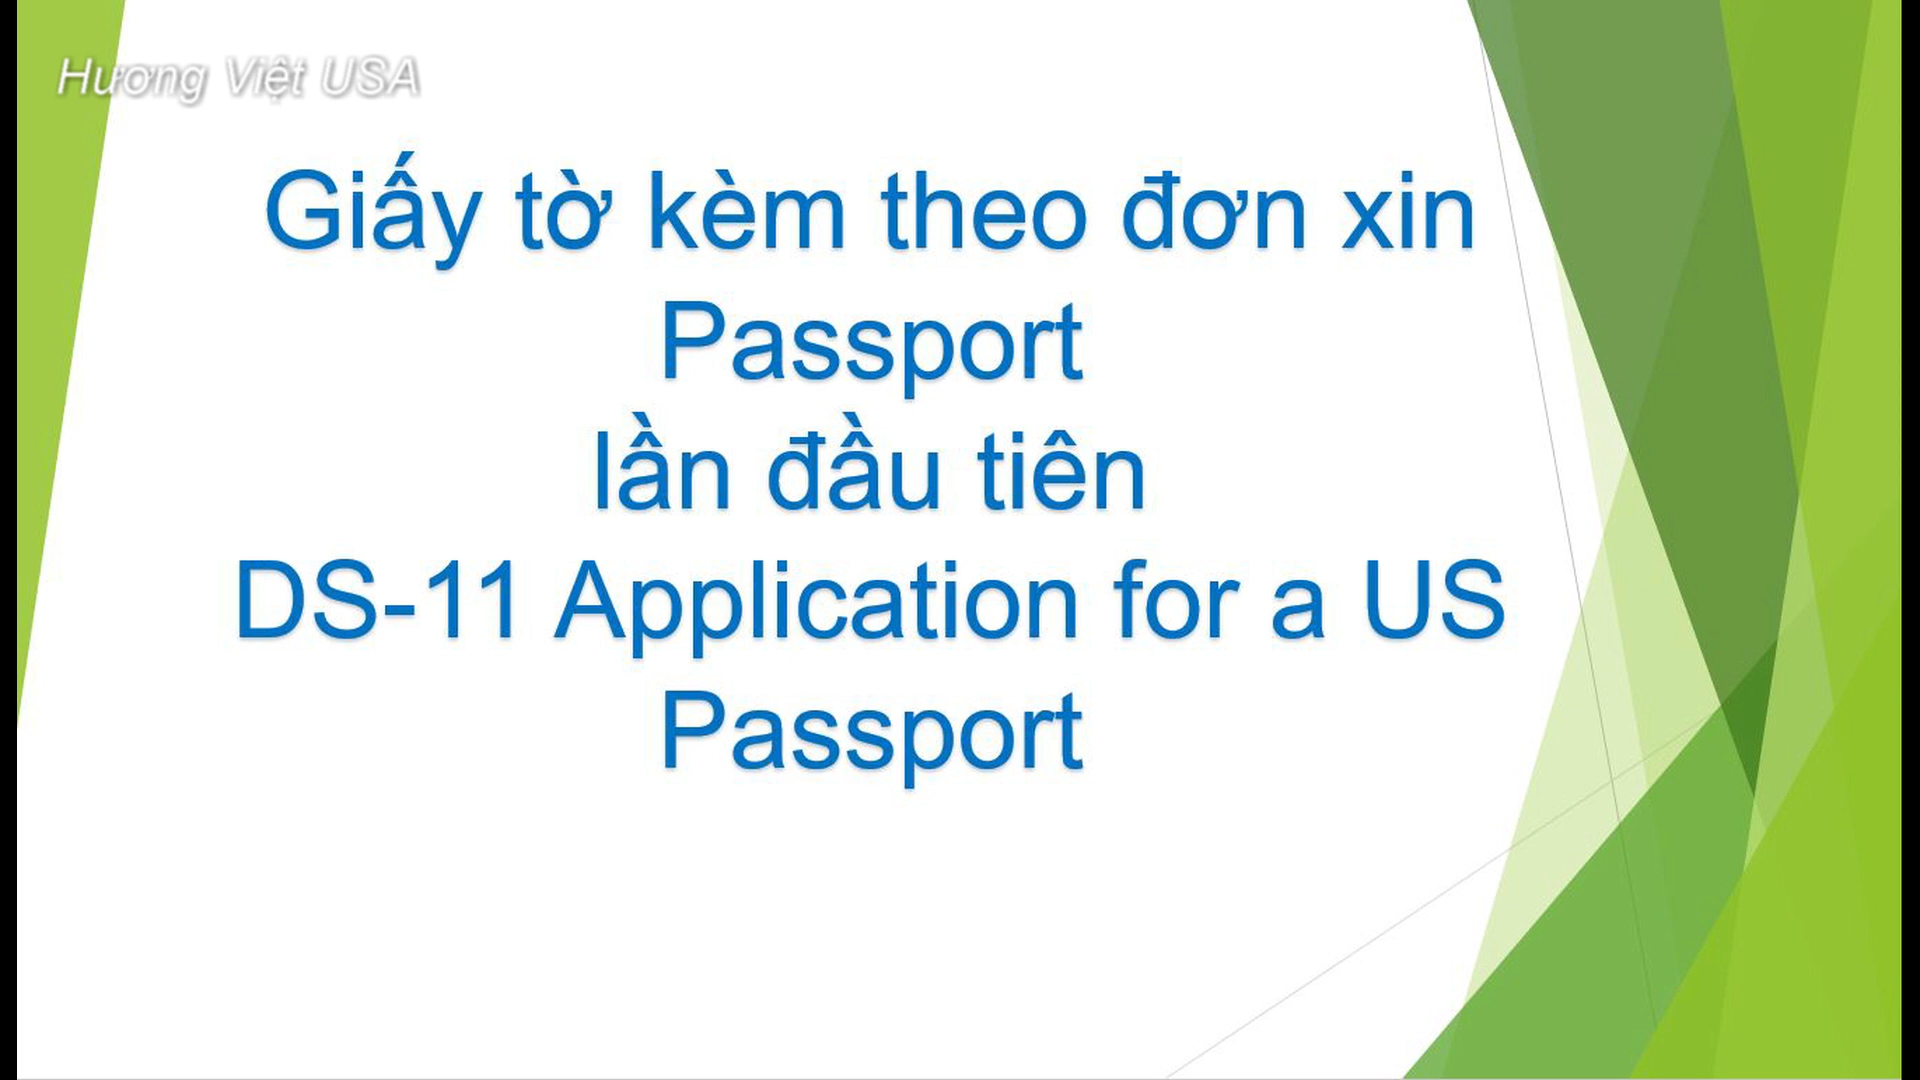 Hương Việt USA
Giấy tờ kèm theo đơn xin
Passport
lần đầu tiên
DS-11 Application for a US
Passport